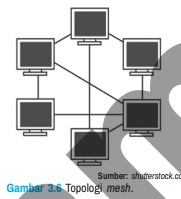 Sumber: shutterstock.co
Gambar 3.6 Topologi mesh.